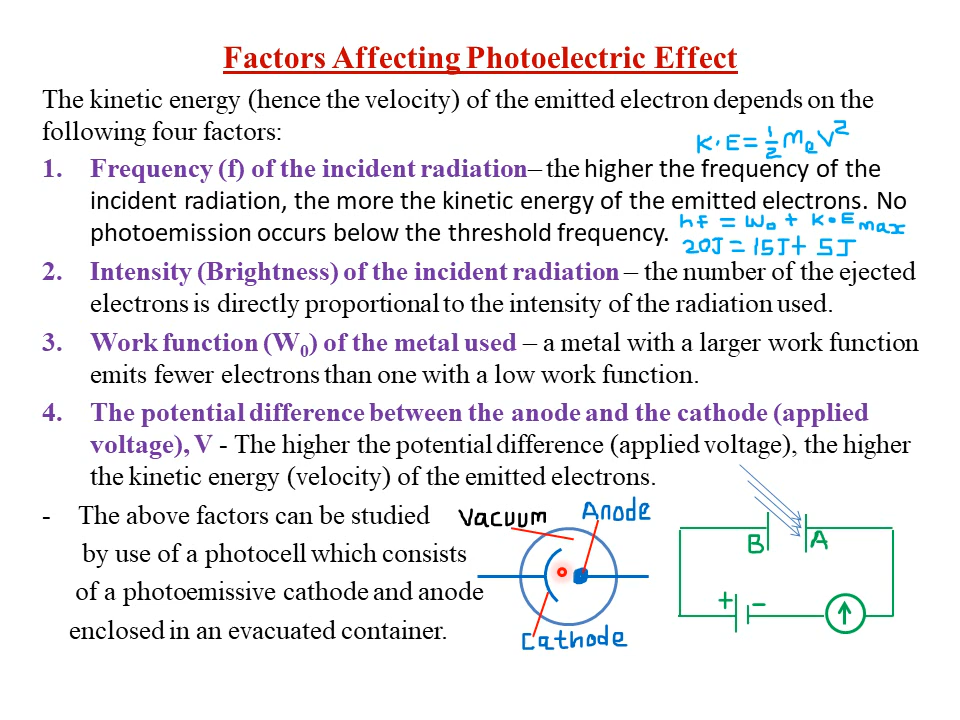 Factors Affecting Photoelectric Effect
The kinetic energy (hence the velocity) of the emitted electron depends on the
following four factors:
K.E = 1/2 MeV²
1. Frequency (f) of the incident radiation– the higher the frequency of the
incident radiation, the more the kinetic energy of the emitted electrons. No
photoemission occurs below the threshold frequency.
hf = W₀ + K.E max
20J = 15J + 5J
2. Intensity (Brightness) of the incident radiation – the number of the ejected
electrons is directly proportional to the intensity of the radiation used.
3. Work function (W₀) of the metal used – a metal with a larger work function
emits fewer electrons than one with a low work function.
4. The potential difference between the anode and the cathode (applied
voltage), V - The higher the potential difference (applied voltage), the higher
the kinetic energy (velocity) of the emitted electrons.
- The above factors can be studied
by use of a photocell which consists
of a photoemissive cathode and anode
enclosed in an evacuated container.
Vacuum
Anode
Cathode
B A
+ -